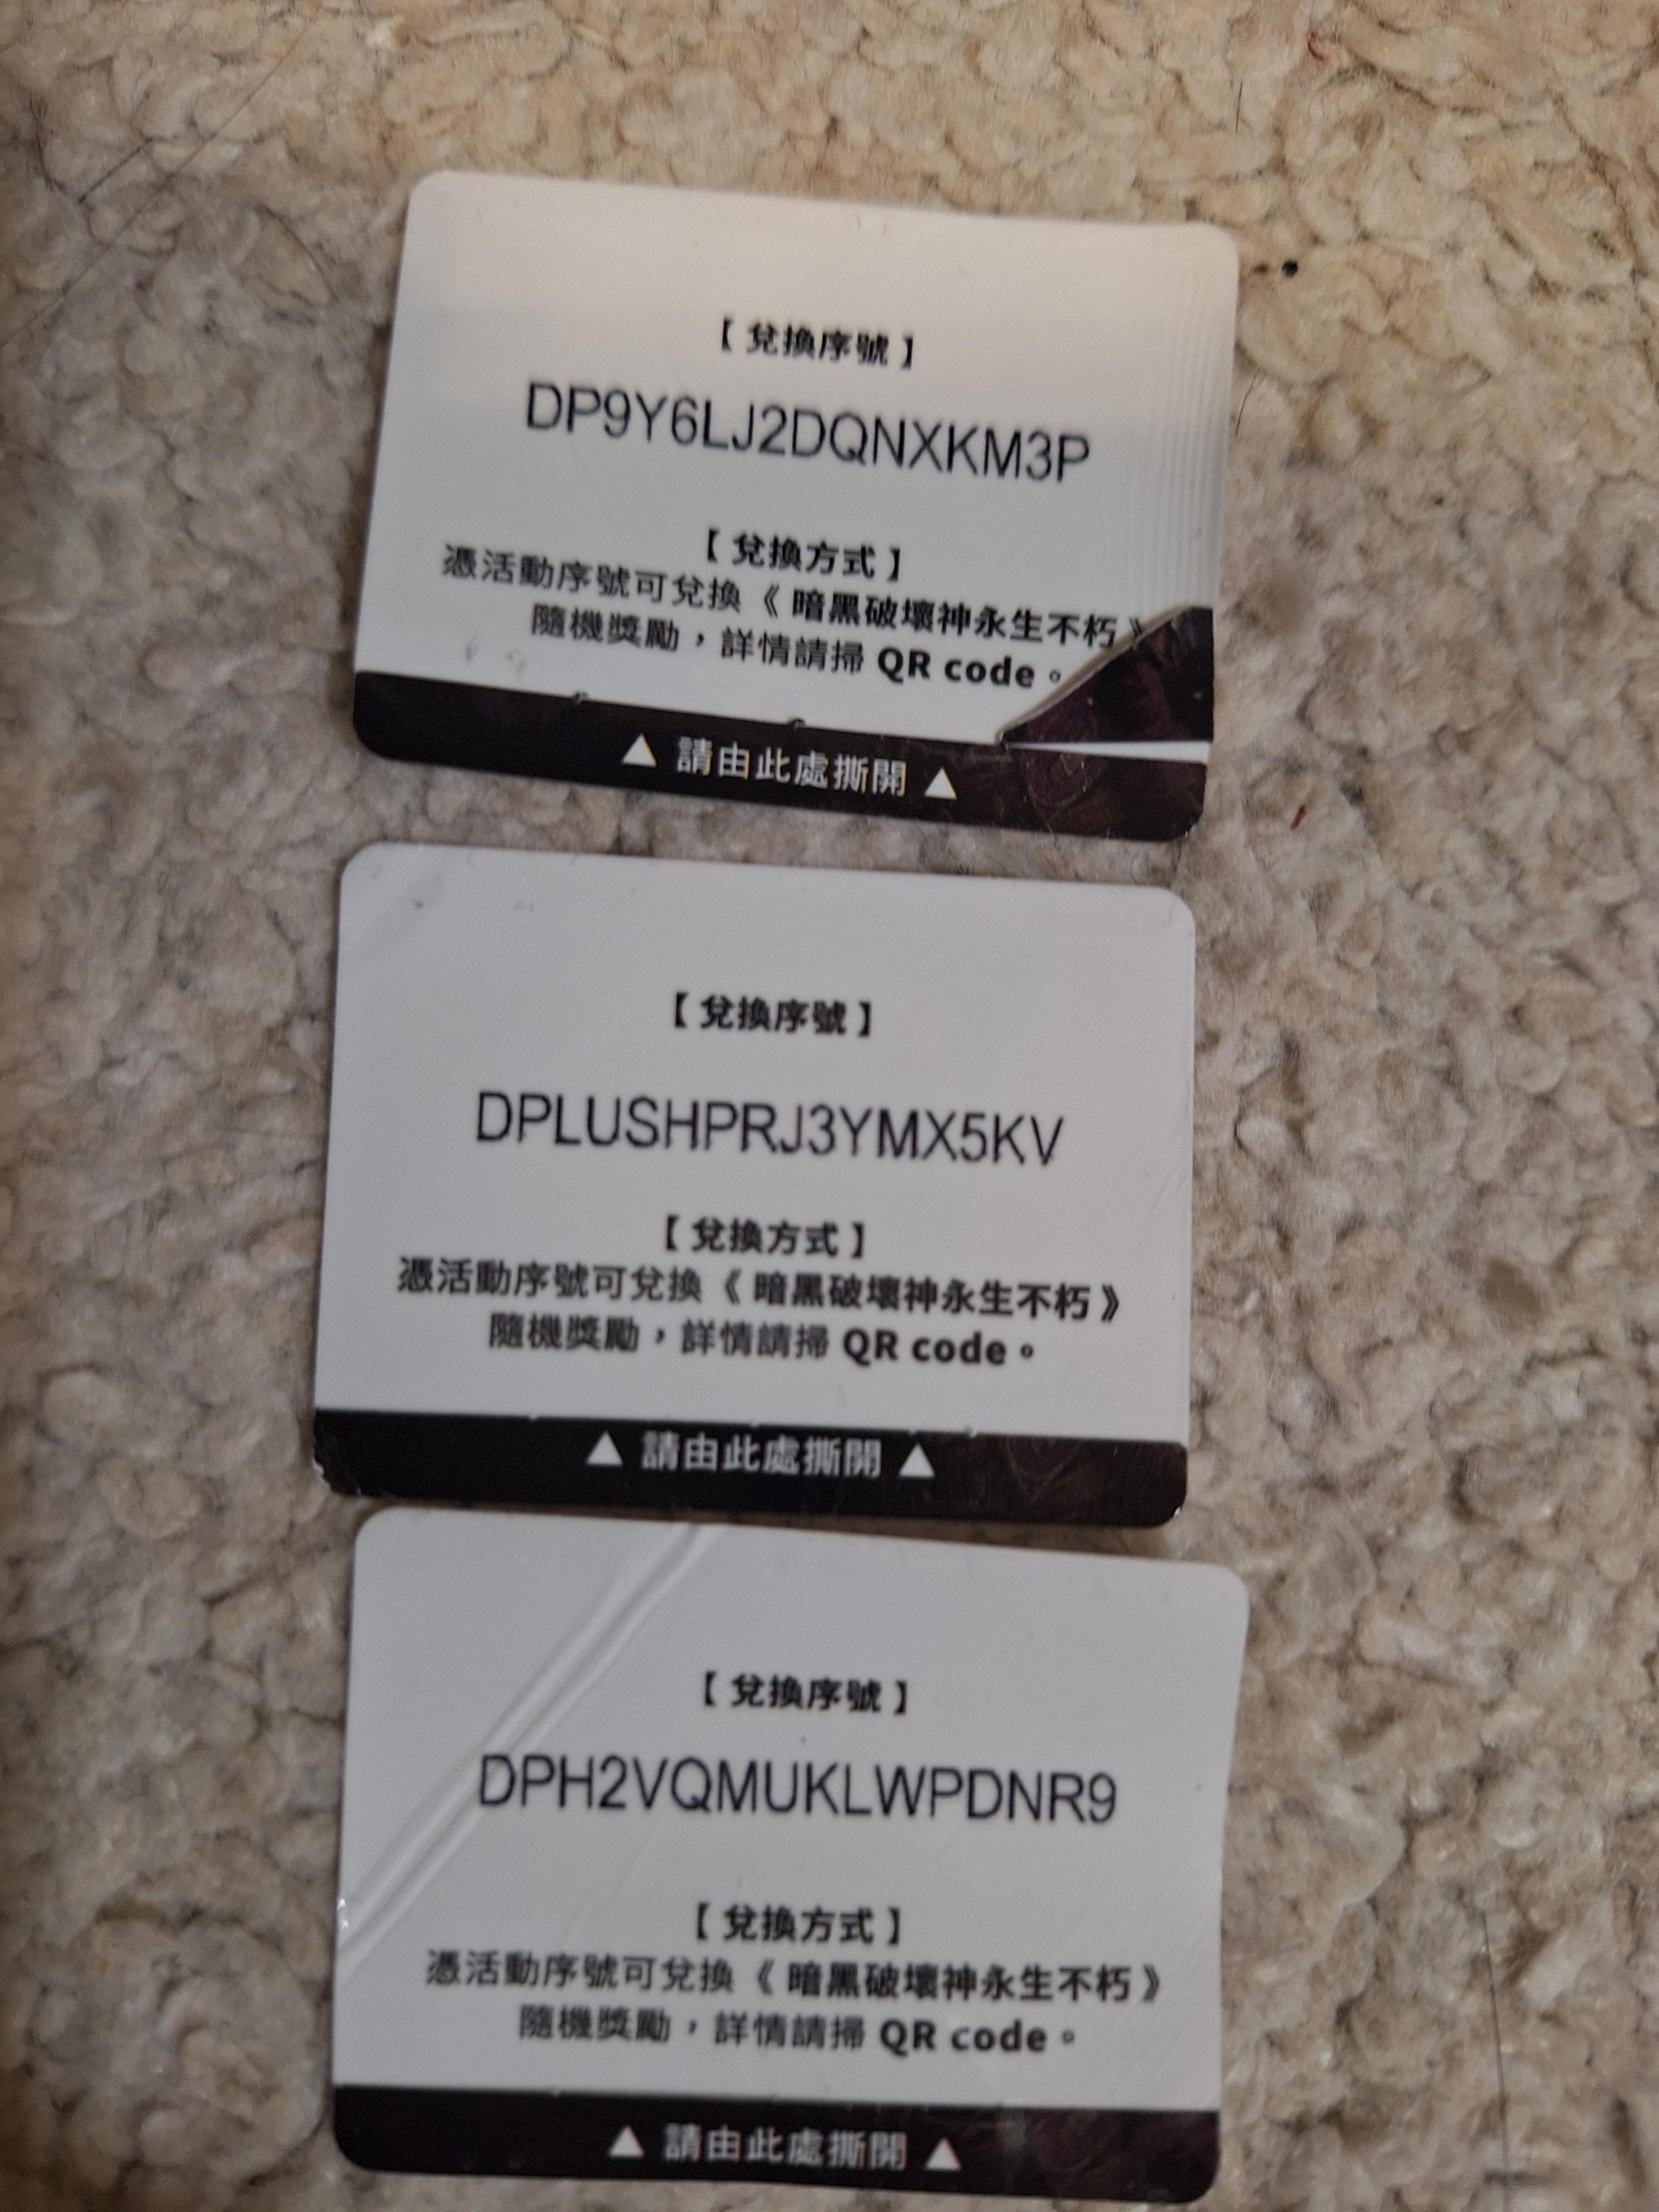 【 兌換序號 】
DP9Y6LJ2DQNXKM3P
【 兌換方式 】
憑活動序號可兌換《 暗黑破壞神永生不朽 》
隨機獎勵，詳情請掃 QR code。
▲ 請由此處撕開 ▲
【 兌換序號 】
DPLUSHPRJ3YMX5KV
【 兌換方式 】
憑活動序號可兌換《 暗黑破壞神永生不朽 》
隨機獎勵，詳情請掃 QR code。
▲ 請由此處撕開 ▲
【 兌換序號 】
DPH2VQMUKLWPDNR9
【 兌換方式 】
憑活動序號可兌換《 暗黑破壞神永生不朽 》
隨機獎勵，詳情請掃 QR code。
▲ 請由此處撕開 ▲